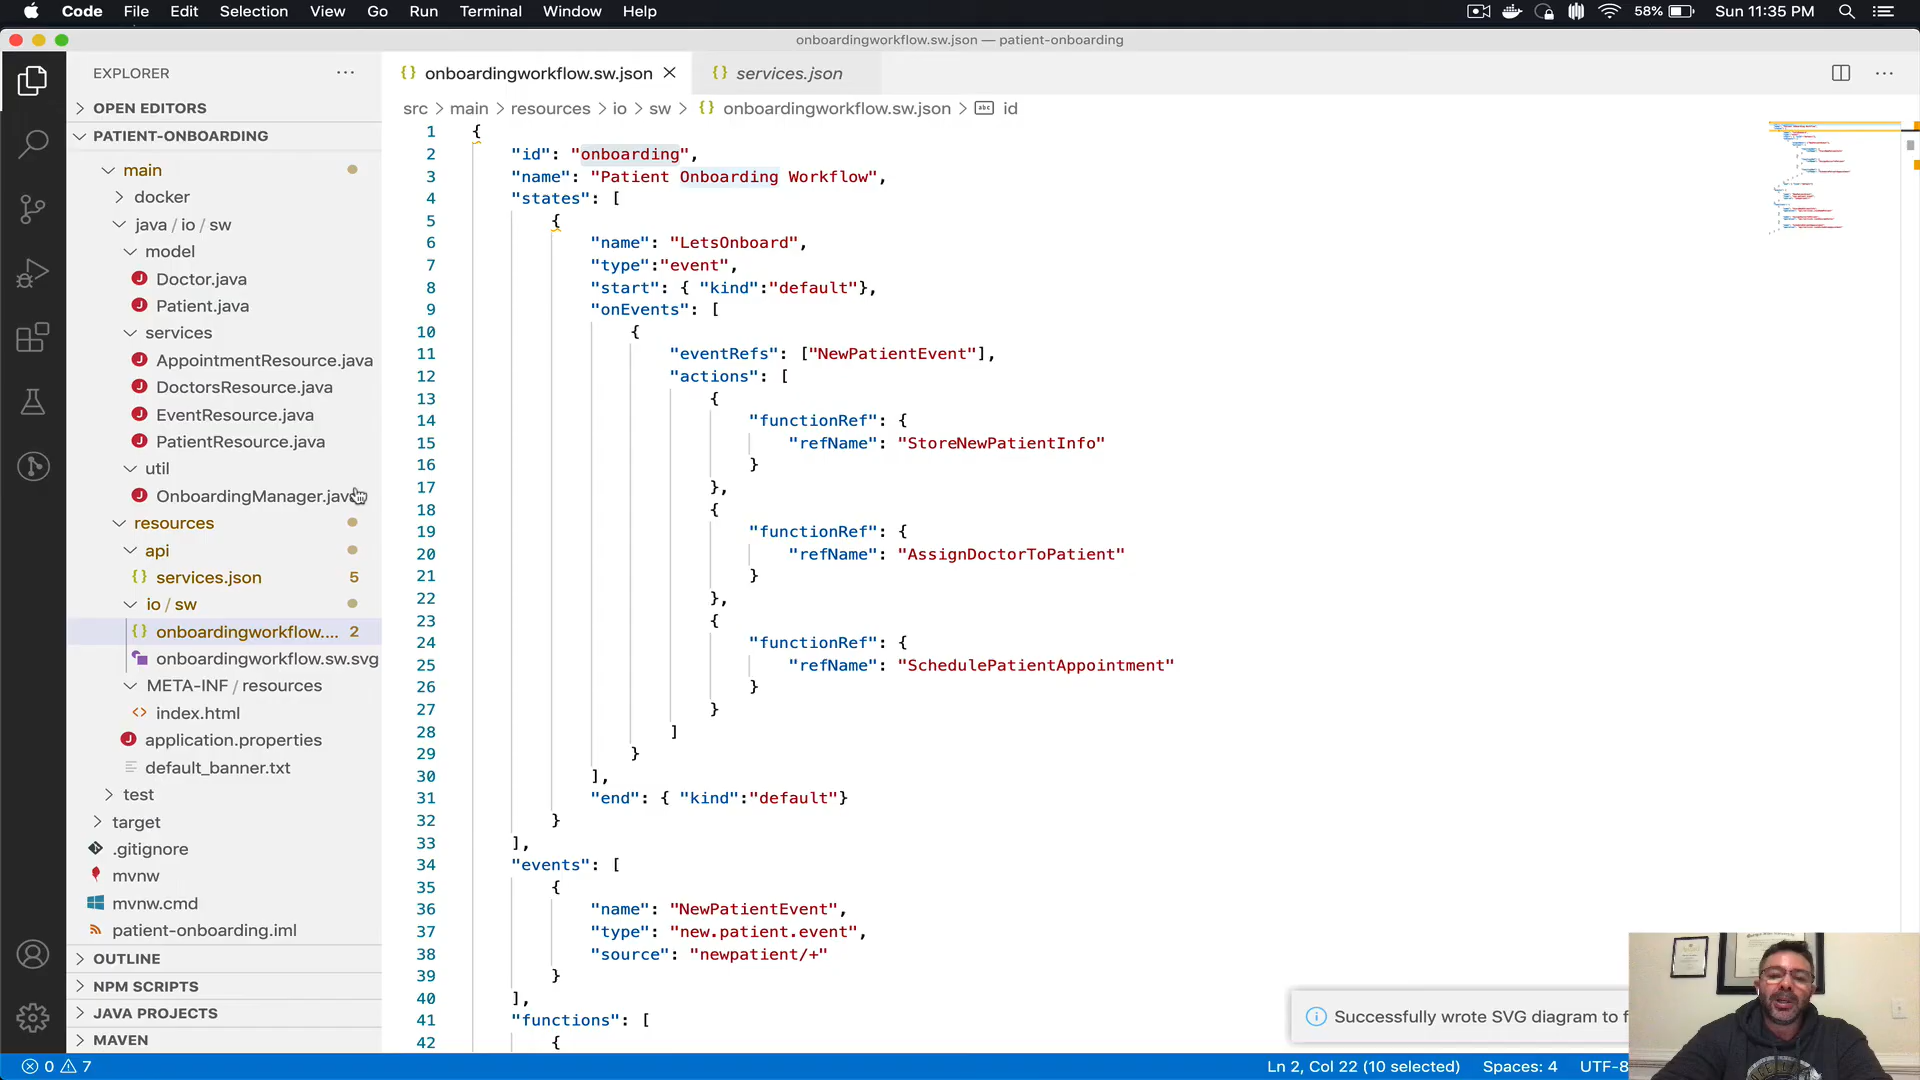 Code File Edit Selection View Go Run Terminal Window Help 58% Sun 11:35 PM
onboardingworkflow.sw.json — patient-onboarding
EXPLORER
OPEN EDITORS
PATIENT-ONBOARDING
main
docker
java / io / sw
model
Doctor.java
Patient.java
services
AppointmentResource.java
DoctorsResource.java
EventResource.java
PatientResource.java
util
OnboardingManager.java
resources
api
services.json 5
io / sw
onboardingworkflow.... 2
onboardingworkflow.sw.svg
META-INF / resources
index.html
application.properties
default_banner.txt
test
target
.gitignore
mvnw
mvnw.cmd
patient-onboarding.iml
OUTLINE
NPM SCRIPTS
JAVA PROJECTS
MAVEN
onboardingworkflow.sw.json services.json
src > main > resources > io > sw > {} onboardingworkflow.sw.json > abc id
1 {
2 "id": "onboarding",
3 "name": "Patient Onboarding Workflow",
4 "states": [
5 {
6 "name": "LetsOnboard",
7 "type":"event",
8 "start": { "kind":"default"},
9 "onEvents": [
10 {
11 "eventRefs": ["NewPatientEvent"],
12 "actions": [
13 {
14 "functionRef": {
15 "refName": "StoreNewPatientInfo"
16 }
17 },
18 {
19 "functionRef": {
20 "refName": "AssignDoctorToPatient"
21 }
22 },
23 {
24 "functionRef": {
25 "refName": "SchedulePatientAppointment"
26 }
27 }
28 ]
29 }
30 ],
31 "end": { "kind":"default"}
32 }
33 ],
34 "events": [
35 {
36 "name": "NewPatientEvent",
37 "type": "new.patient.event",
38 "source": "newpatient/+"
39 }
40 ],
41 "functions": [
42 {
Successfully wrote SVG diagram to f
0 7 Ln 2, Col 22 (10 selected) Spaces: 4 UTF-8